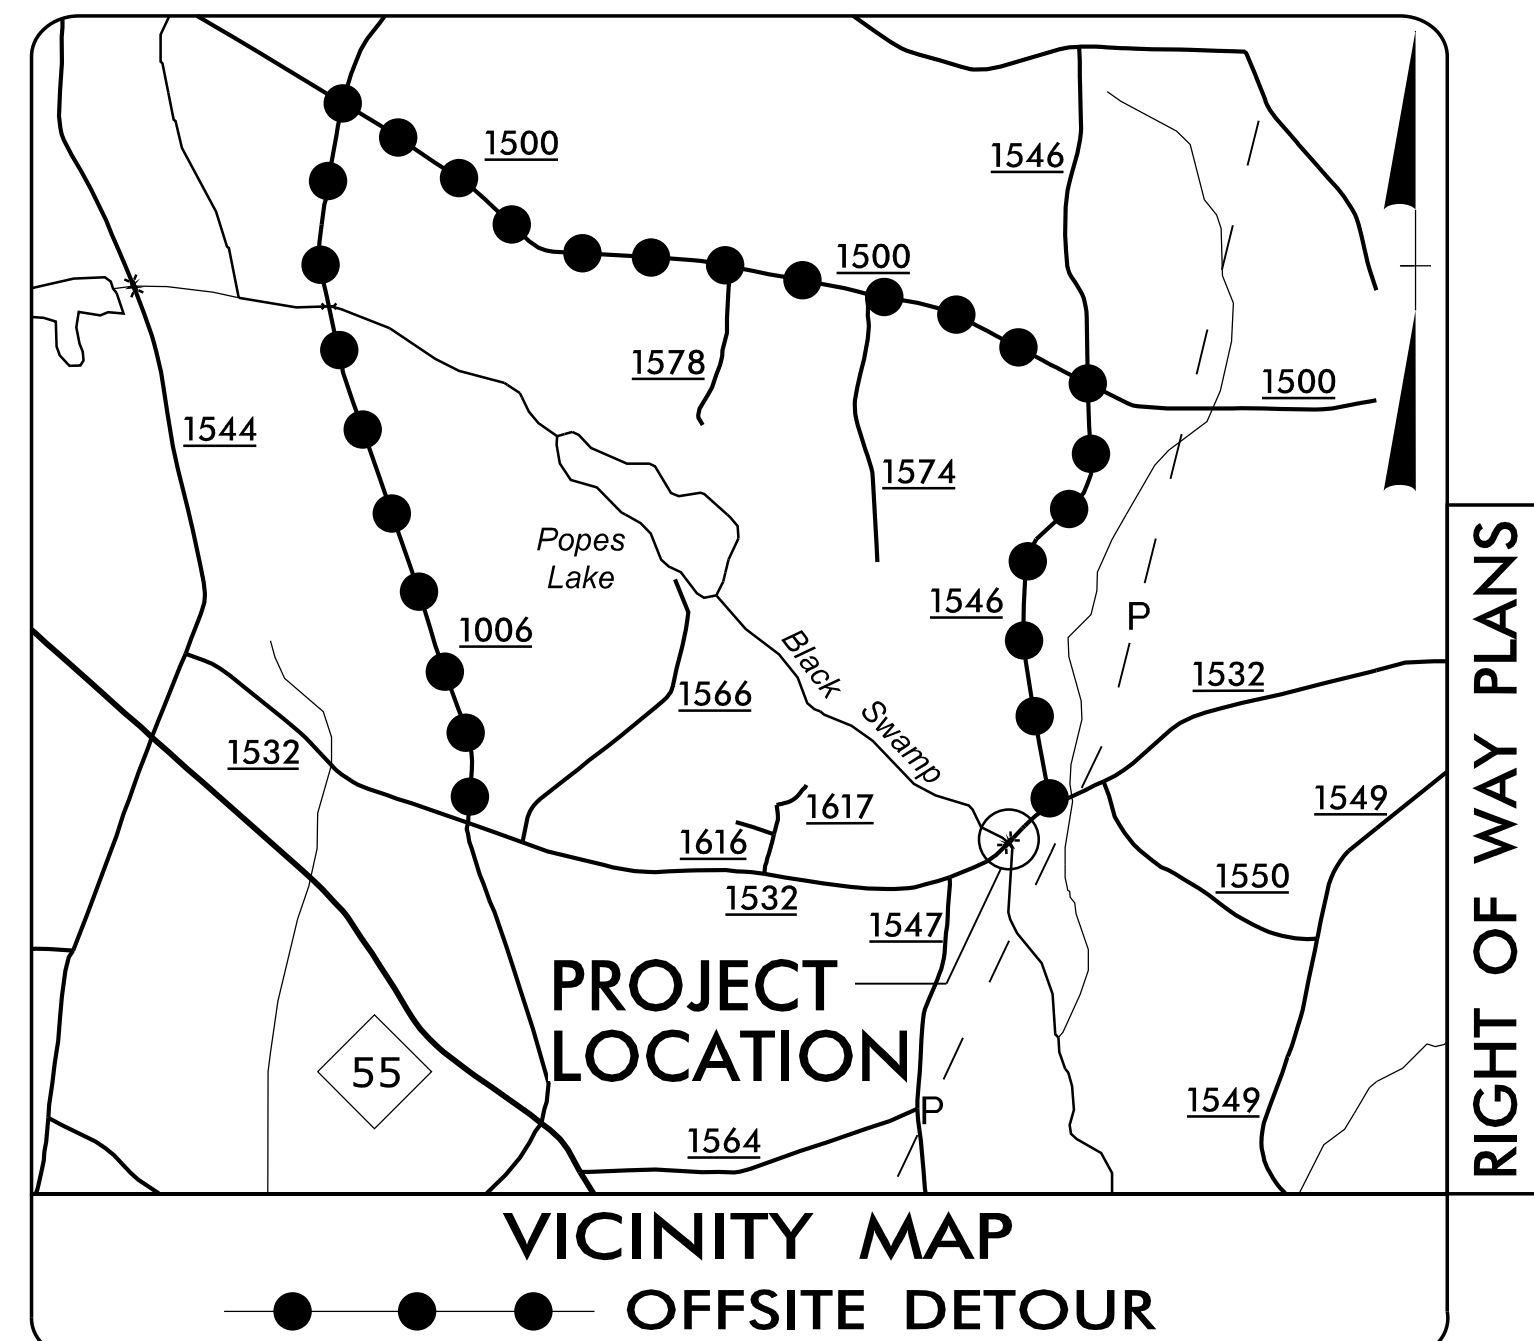 1500
1546
1500
1578
1500
1544
1574
Popes
Lake
1546
P
1006
Black Swamp
1566
1532
1532
1617
1549
1616
1550
1532
1547
PROJECT
LOCATION
55
P
1549
1564
RIGHT OF WAY PLANS
VICINITY MAP
OFFSITE DETOUR